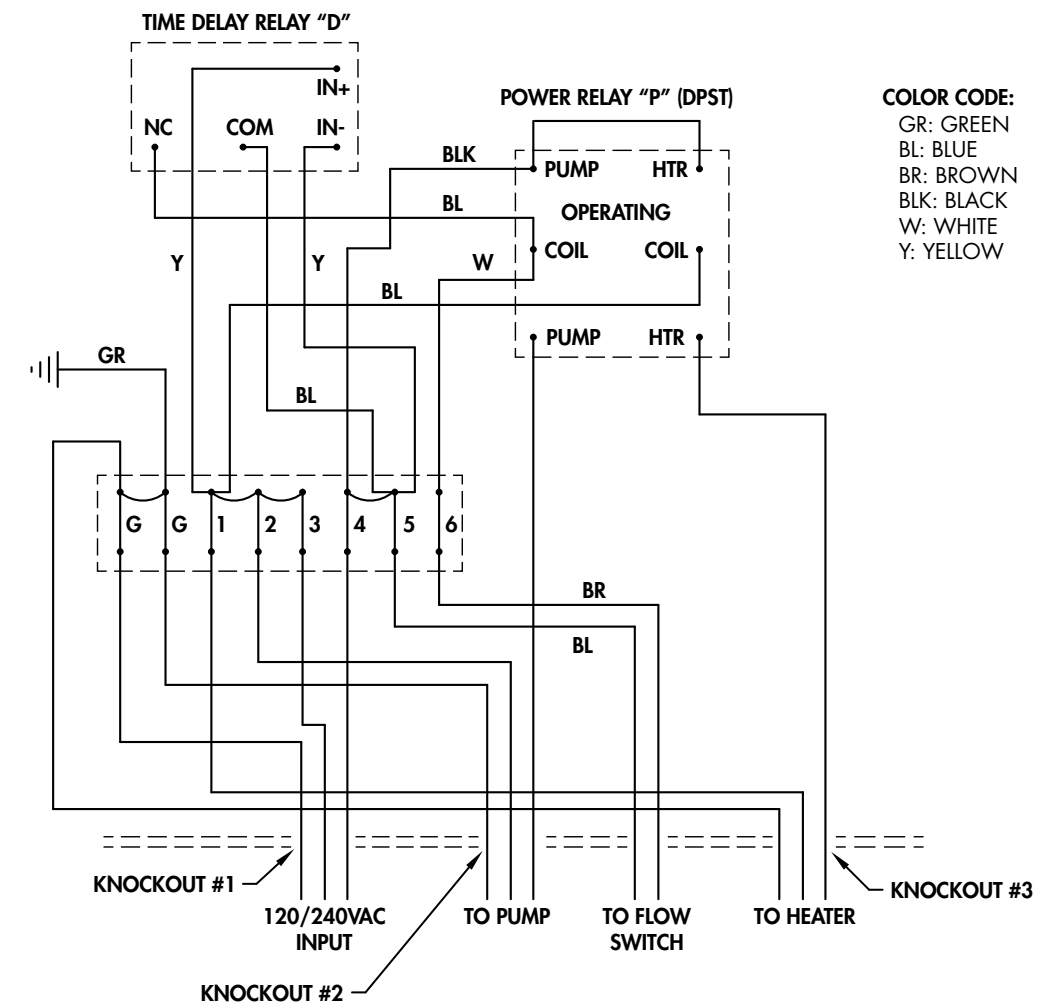 TIME DELAY RELAY “D”
IN+
NC
COM
IN-
POWER RELAY “P” (DPST)
PUMP
HTR
OPERATING
COIL
COIL
PUMP
HTR
COLOR CODE:
GR: GREEN
BL: BLUE
BR: BROWN
BLK: BLACK
W: WHITE
Y: YELLOW
BLK
BL
Y
Y
W
BL
GR
BL
G
G
1
2
3
4
5
6
BR
BL
KNOCKOUT #1
KNOCKOUT #3
120/240VAC
INPUT
TO PUMP
TO FLOW
SWITCH
TO HEATER
KNOCKOUT #2